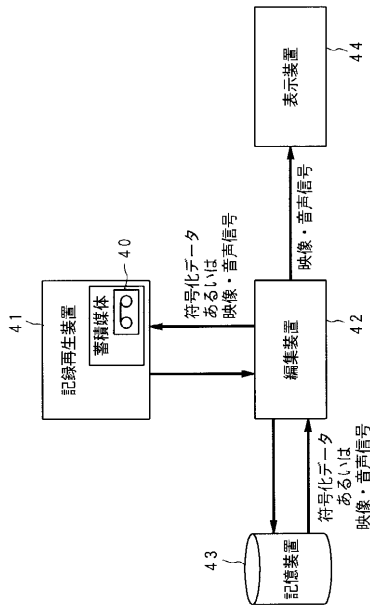 41
記録再生装置
蓄積媒体
40
符号化データ
あるいは
映像・音声信号
43
記憶装置
符号化データ
あるいは
映像・音声信号
編集装置
42
映像・音声信号
表示装置
44